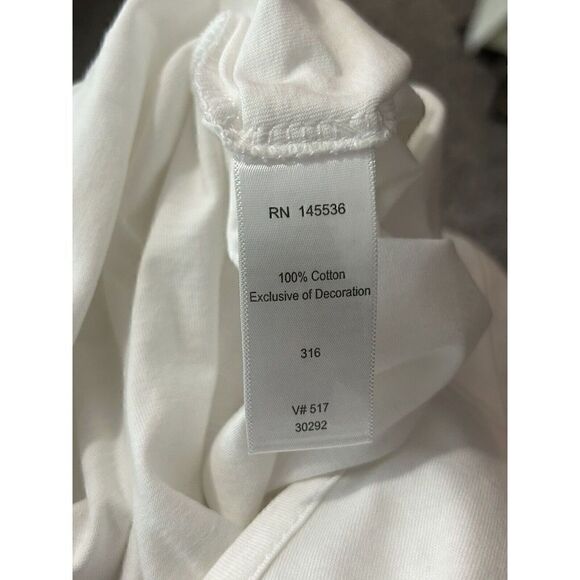 RN 145536
100% Cotton
Exclusive of Decoration
316
V# 517
30292